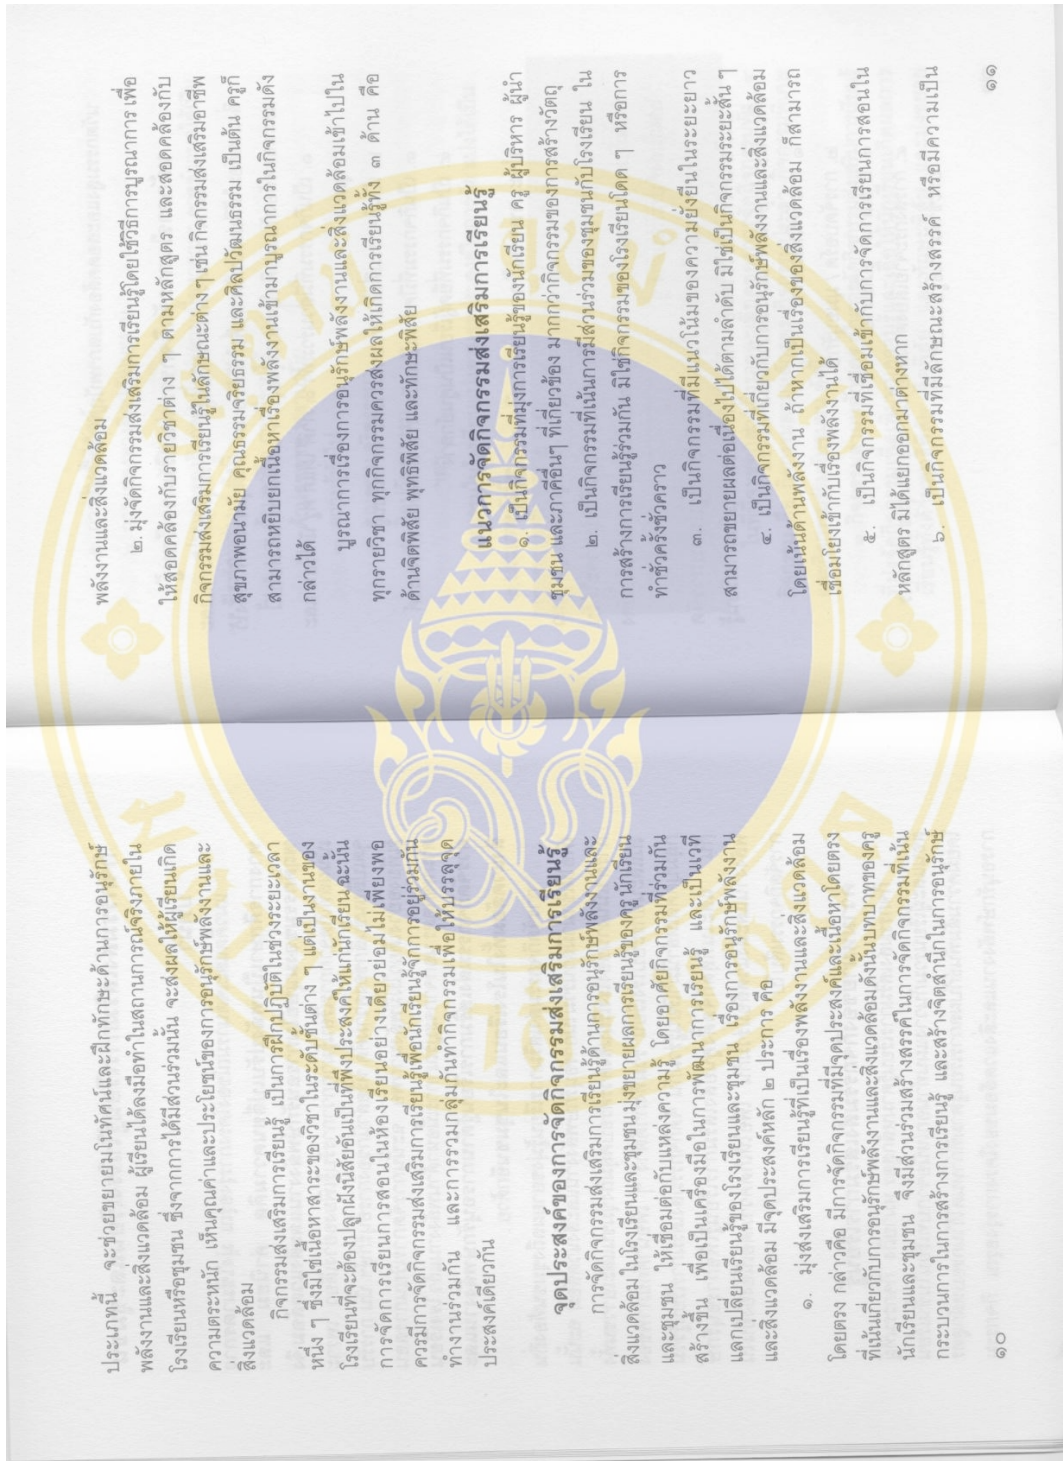 ประเภทนี้ จะช่วยขยายมโนทัศน์และฝึกทักษะด้านการอนุรักษ์
พลังงานและสิ่งแวดล้อม ผู้เรียนได้ลงมือทำในสถานการณ์จริงภายใน
โรงเรียนหรือชุมชน ซึ่งจากการได้มีส่วนร่วมนั้น จะส่งผลให้ผู้เรียนเกิด
ความตระหนัก เห็นคุณค่าและประโยชน์ของการอนุรักษ์พลังงานและ
สิ่งแวดล้อม
กิจกรรมส่งเสริมการเรียนรู้ เป็นการฝึกปฏิบัติในช่วงระยะเวลา
หนึ่ง ๆ ซึ่งมิใช่เนื้อหาสาระของวิชาในระดับชั้นต่าง ๆ แต่เป็นงานของ
โรงเรียนที่จะต้องปลูกฝังนิสัยอันเป็นที่พึงประสงค์ให้แก่นักเรียน ฉะนั้น
การจัดการเรียนการสอนในห้องเรียนอย่างเดียวย่อมไม่เพียงพอ
ควรมีการจัดกิจกรรมส่งเสริมการเรียนรู้เพื่อนักเรียนรู้จักการอยู่ร่วมกัน
ทำงานร่วมกัน และการรวมกลุ่มกันทำกิจกรรมเพื่อให้บรรลุจุด
ประสงค์เดียวกัน
จุดประสงค์ของการจัดกิจกรรมส่งเสริมการเรียนรู้
การจัดกิจกรรมส่งเสริมการเรียนรู้ด้านการอนุรักษ์พลังงานและ
สิ่งแวดล้อม ในโรงเรียนและชุมชน มุ่งขยายผลการเรียนรู้ของครู นักเรียน
และชุมชน ให้เชื่อมต่อกับแหล่งความรู้ โดยอาศัยกิจกรรมที่ร่วมกัน
สร้างขึ้น เพื่อเป็นเครื่องมือในการพัฒนาการเรียนรู้ และเป็นเวที
แลกเปลี่ยนเรียนรู้ของโรงเรียนและชุมชน เรื่องการอนุรักษ์พลังงาน
และสิ่งแวดล้อม มีจุดประสงค์หลัก ๒ ประการ คือ
๑. มุ่งส่งเสริมการเรียนรู้ที่เป็นเรื่องพลังงานและสิ่งแวดล้อม
โดยตรง กล่าวคือ มีการจัดกิจกรรมที่มีจุดประสงค์และเนื้อหาโดยตรง
ที่เน้นเกี่ยวกับการอนุรักษ์พลังงานและสิ่งแวดล้อม ดังนั้นบทบาทของครู
นักเรียนและชุมชน จึงมีส่วนร่วมสร้างสรรค์ในการจัดกิจกรรมที่เน้น
กระบวนการในการสร้างการเรียนรู้ และสร้างจิตสำนึกในการอนุรักษ์
๑๐
พลังงานและสิ่งแวดล้อม
๒. มุ่งจัดกิจกรรมส่งเสริมการเรียนรู้โดยใช้วิธีการบูรณาการ เพื่อ
ให้สอดคล้องกับรายวิชาต่าง ๆ ตามหลักสูตร และสอดคล้องกับ
กิจกรรมส่งเสริมการเรียนรู้ในลักษณะต่าง ๆ เช่น กิจกรรมส่งเสริมอาชีพ
สุขภาพอนามัย คุณธรรมจริยธรรม และศิลปวัฒนธรรม เป็นต้น ครูก็
สามารถหยิบยกเนื้อหาเรื่องพลังงานเข้ามาบูรณาการในกิจกรรมดัง
กล่าวได้
บูรณาการเรื่องการอนุรักษ์พลังงานและสิ่งแวดล้อมเข้าไปใน
ทุกรายวิชา ทุกกิจกรรมควรส่งผลให้เกิดการเรียนรู้ทั้ง ๓ ด้าน คือ
ด้านจิตพิสัย พุทธิพิสัย และทักษะพิสัย
แนวการจัดกิจกรรมส่งเสริมการเรียนรู้
๑. เป็นกิจกรรมที่มุ่งการเรียนรู้ของนักเรียน ครู ผู้บริหาร ผู้นำ
ชุมชน และภาคีอื่นๆ ที่เกี่ยวข้อง มากกว่ากิจกรรมของการสร้างวัตถุ
๒. เป็นกิจกรรมที่เน้นการมีส่วนร่วมของชุมชนกับโรงเรียน ใน
การสร้างการเรียนรู้ร่วมกัน มิใช่กิจกรรมของโรงเรียนโดด ๆ หรือการ
ทำชั่วครั้งชั่วคราว
๓. เป็นกิจกรรมที่มีแนวโน้มของความยั่งยืนในระยะยาว
สามารถขยายผลต่อเนื่องไปได้ตามลำดับ มิใช่เป็นกิจกรรมระยะสั้น ๆ
๔. เป็นกิจกรรมที่เกี่ยวกับการอนุรักษ์พลังงานและสิ่งแวดล้อม
โดยเน้นด้านพลังงาน ถ้าหากเป็นเรื่องของสิ่งแวดล้อม ก็สามารถ
เชื่อมโยงเข้ากับเรื่องพลังงานได้
๕. เป็นกิจกรรมที่เชื่อมเข้ากับการจัดการเรียนการสอนใน
หลักสูตร มิได้แยกออกมาต่างหาก
๖. เป็นกิจกรรมที่มีลักษณะสร้างสรรค์ หรือมีความเป็น
๑๑
มหาวิทยาลัยมหิดล